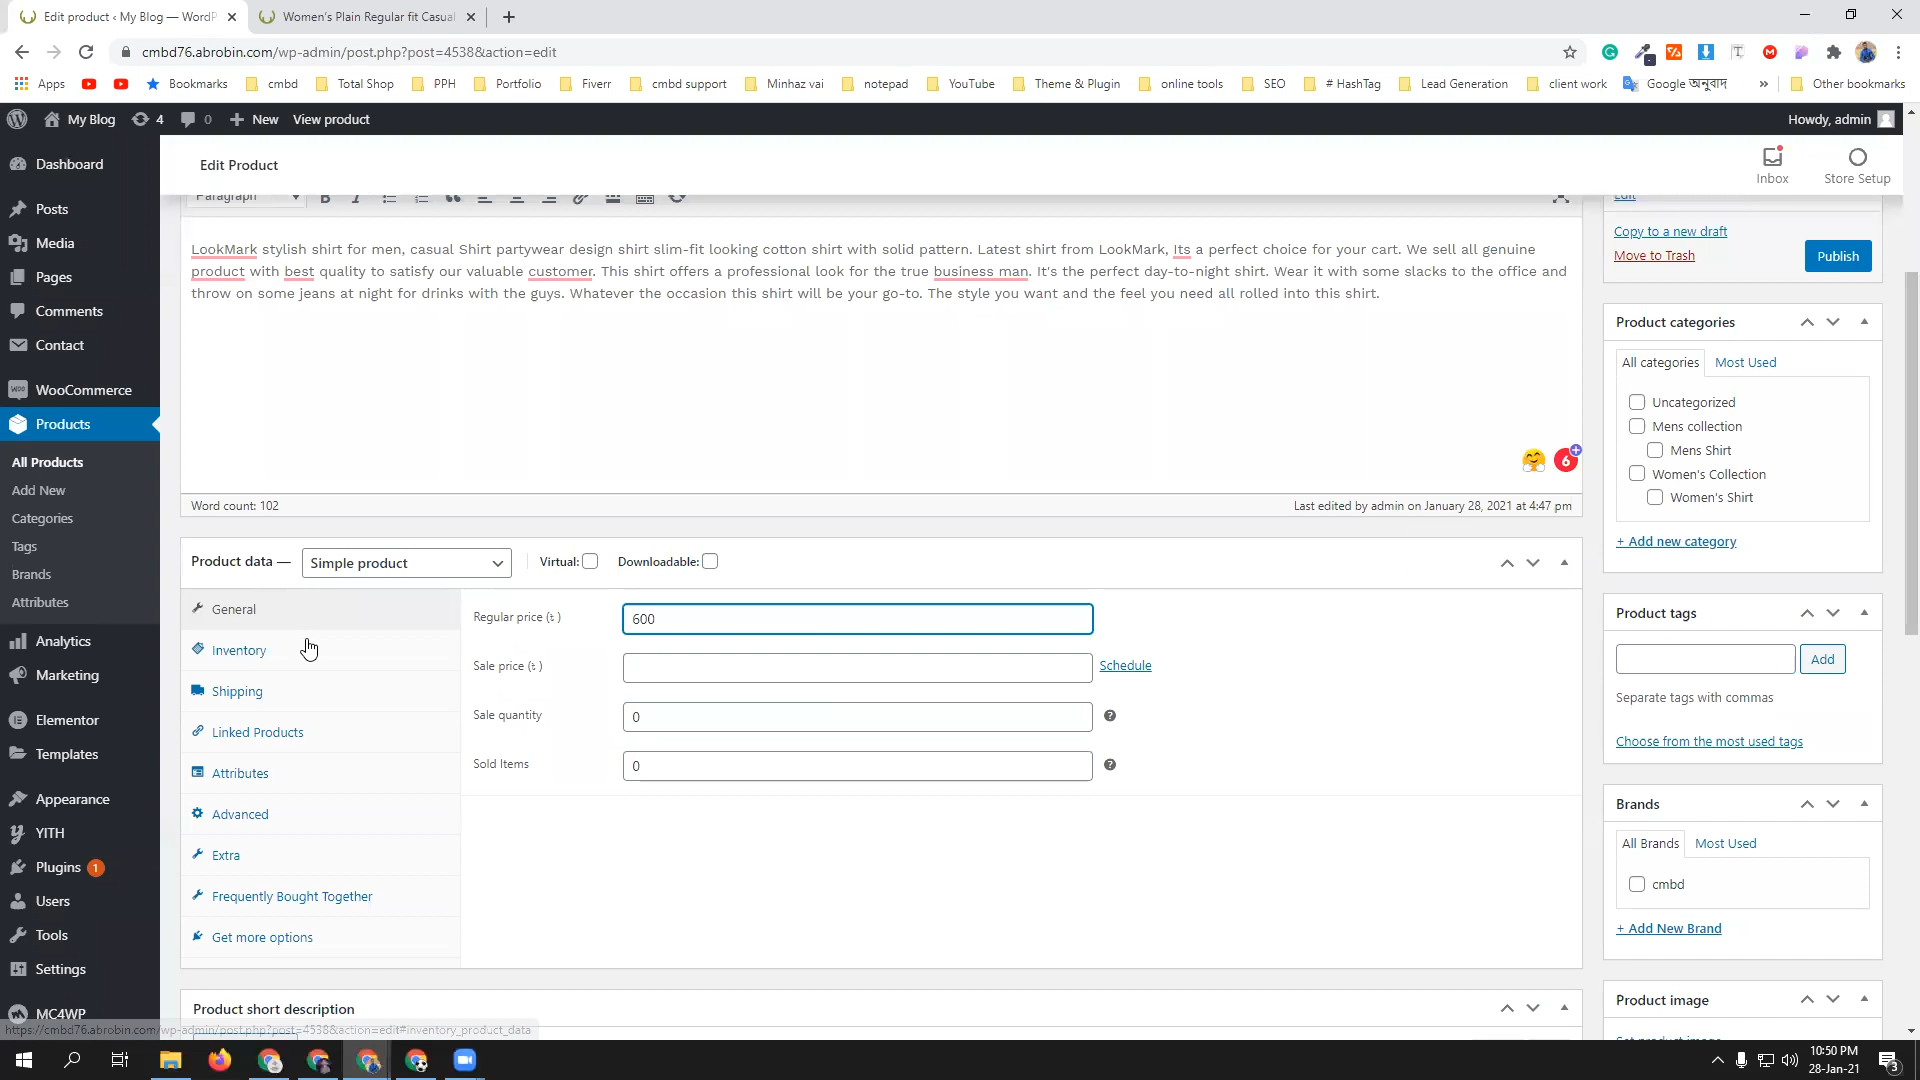 Edit product ‹ My Blog — WordP
Women's Plain Regular fit Casual
cmbd76.abrobin.com/wp-admin/post.php?post=4538&action=edit
Apps
Bookmarks
cmbd
Total Shop
PPH
Portfolio
Fiverr
cmbd support
Minhaz vai
notepad
YouTube
Theme & Plugin
online tools
SEO
# HashTag
Lead Generation
client work
Google অনুবাদ
»
Other bookmarks
My Blog
4
0
New
View product
Howdy, admin
Edit Product
Inbox
Store Setup
Dashboard
Posts
Media
Pages
Comments
Contact
WooCommerce
Products
All Products
Add New
Categories
Tags
Brands
Attributes
Analytics
Marketing
Elementor
Templates
Appearance
YITH
Plugins 1
Users
Tools
Settings
MC4WP
Paragraph
LookMark stylish shirt for men, casual Shirt partywear design shirt slim-fit looking cotton shirt with solid pattern. Latest shirt from LookMark, Its a perfect choice for your cart. We sell all genuine
product with best quality to satisfy our valuable customer. This shirt offers a professional look for the true business man. It's the perfect day-to-night shirt. Wear it with some slacks to the office and
throw on some jeans at night for drinks with the guys. Whatever the occasion this shirt will be your go-to. The style you want and the feel you need all rolled into this shirt.
6
Word count: 102
Last edited by admin on January 28, 2021 at 4:47 pm
Product data —
Simple product
Virtual:
Downloadable:
General
Inventory
Shipping
Linked Products
Attributes
Advanced
Extra
Frequently Bought Together
Get more options
Regular price (৳ )
600
Sale price (৳ )
Schedule
Sale quantity
0
Sold Items
0
Product short description
Edit
Copy to a new draft
Move to Trash
Publish
Product categories
All categories
Most Used
Uncategorized
Mens collection
Mens Shirt
Women's Collection
Women's Shirt
+ Add new category
Product tags
Add
Separate tags with commas
Choose from the most used tags
Brands
All Brands
Most Used
cmbd
+ Add New Brand
Product image
Set product image
https://cmbd76.abrobin.com/wp-admin/post.php?post=4538&action=edit#inventory_product_data
10:50 PM
28-Jan-21
3